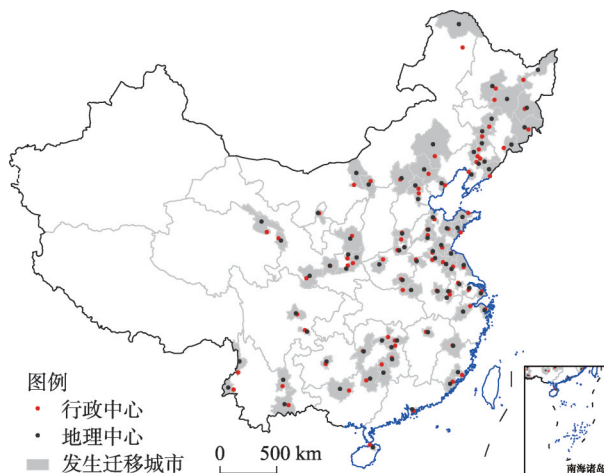 图例
行政中心
地理中心
发生迁移城市
0 500 km
南海诸岛